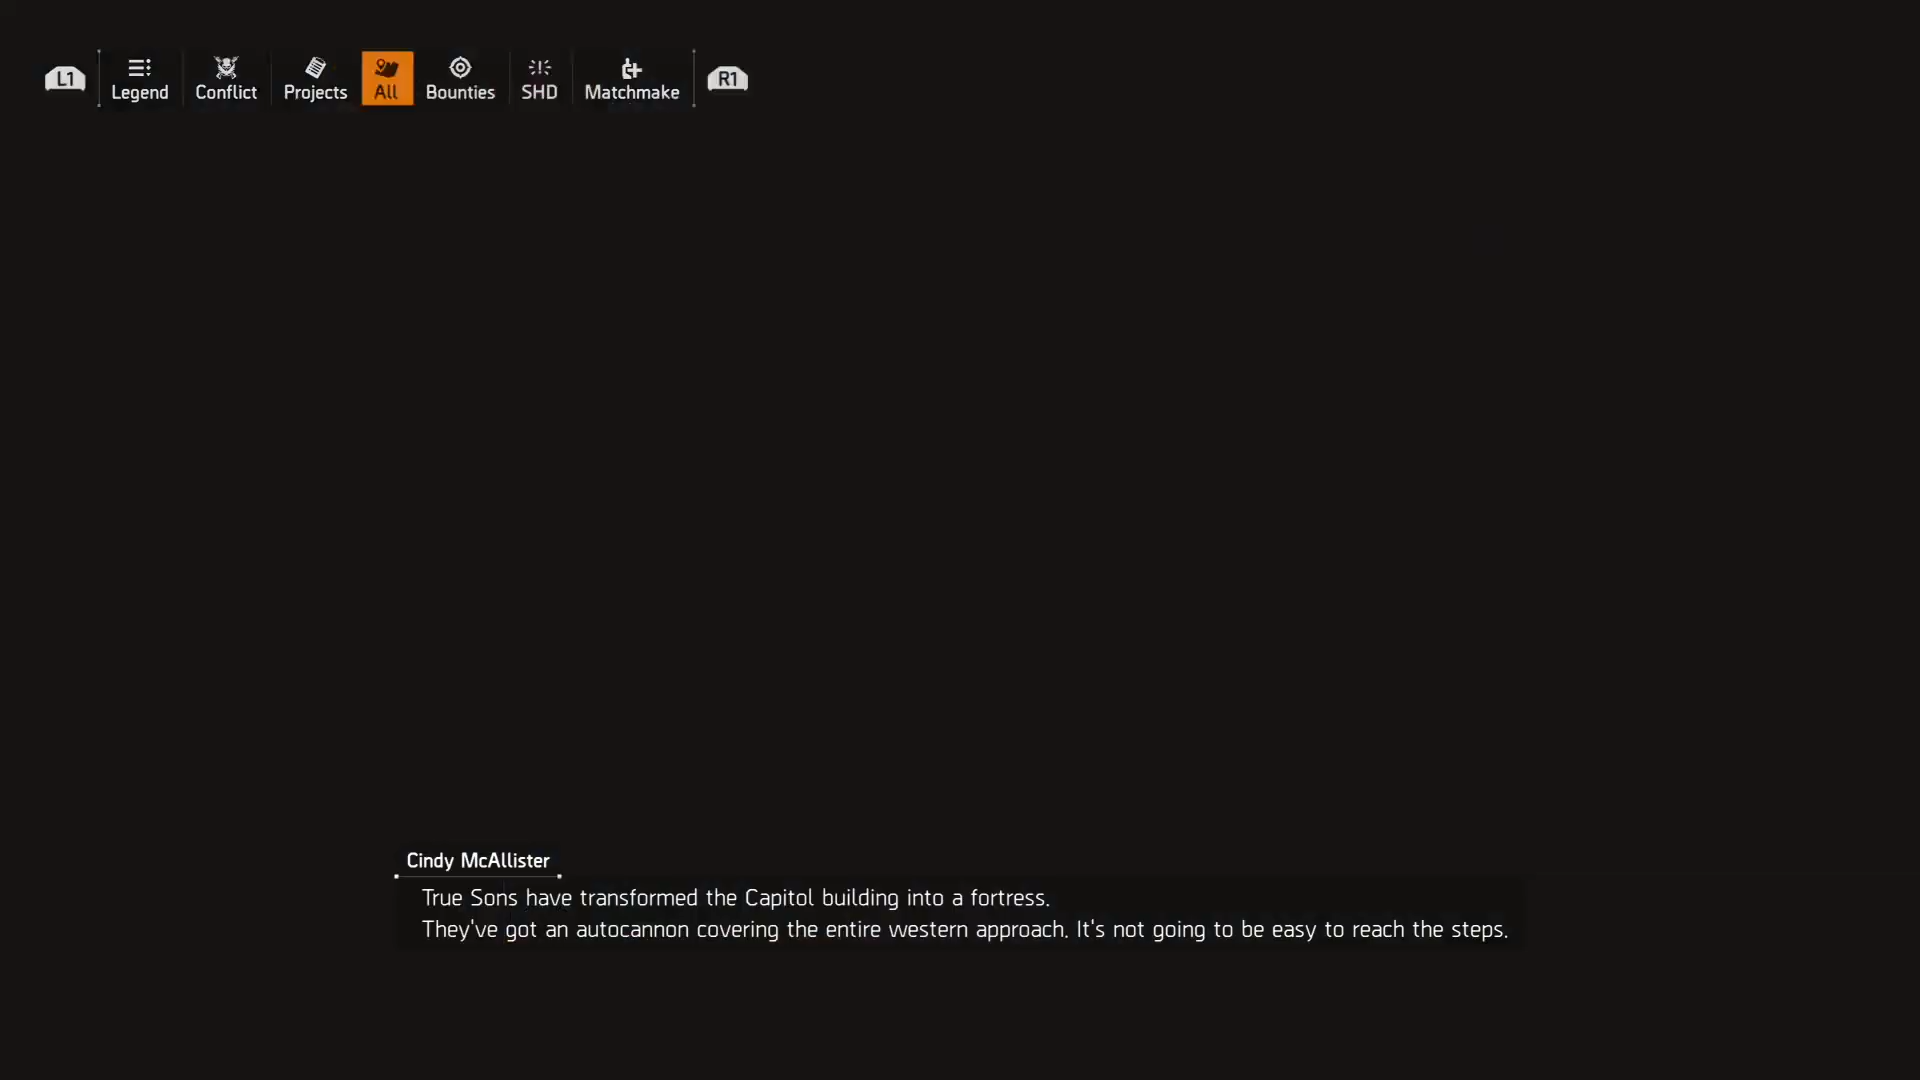 L1 Legend Conflict Projects All Bounties SHD Matchmake R1
Cindy McAllister
True Sons have transformed the Capitol building into a fortress.
They've got an autocannon covering the entire western approach. It's not going to be easy to reach the steps.